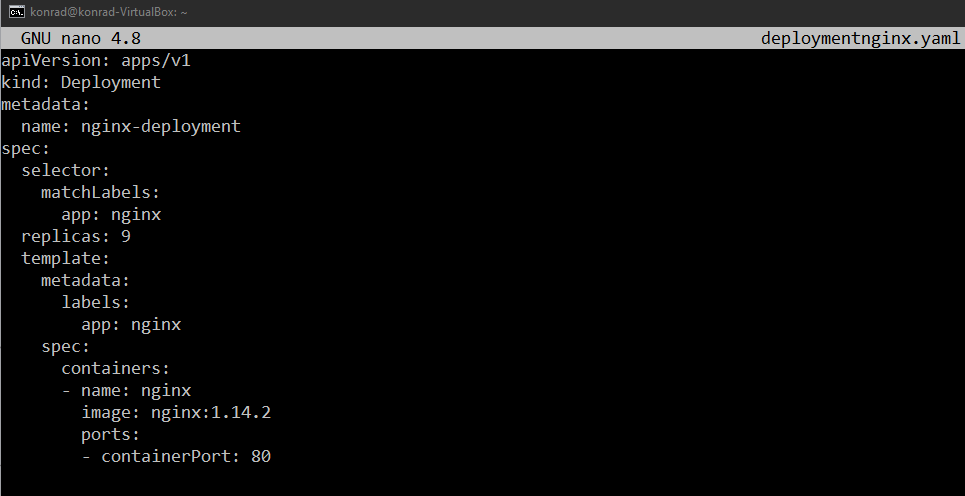 konrad@konrad-VirtualBox: ~
GNU nano 4.8 deploymentnginx.yaml
apiVersion: apps/v1
kind: Deployment
metadata:
  name: nginx-deployment
spec:
  selector:
    matchLabels:
      app: nginx
  replicas: 9
  template:
    metadata:
      labels:
        app: nginx
    spec:
      containers:
      - name: nginx
        image: nginx:1.14.2
        ports:
        - containerPort: 80